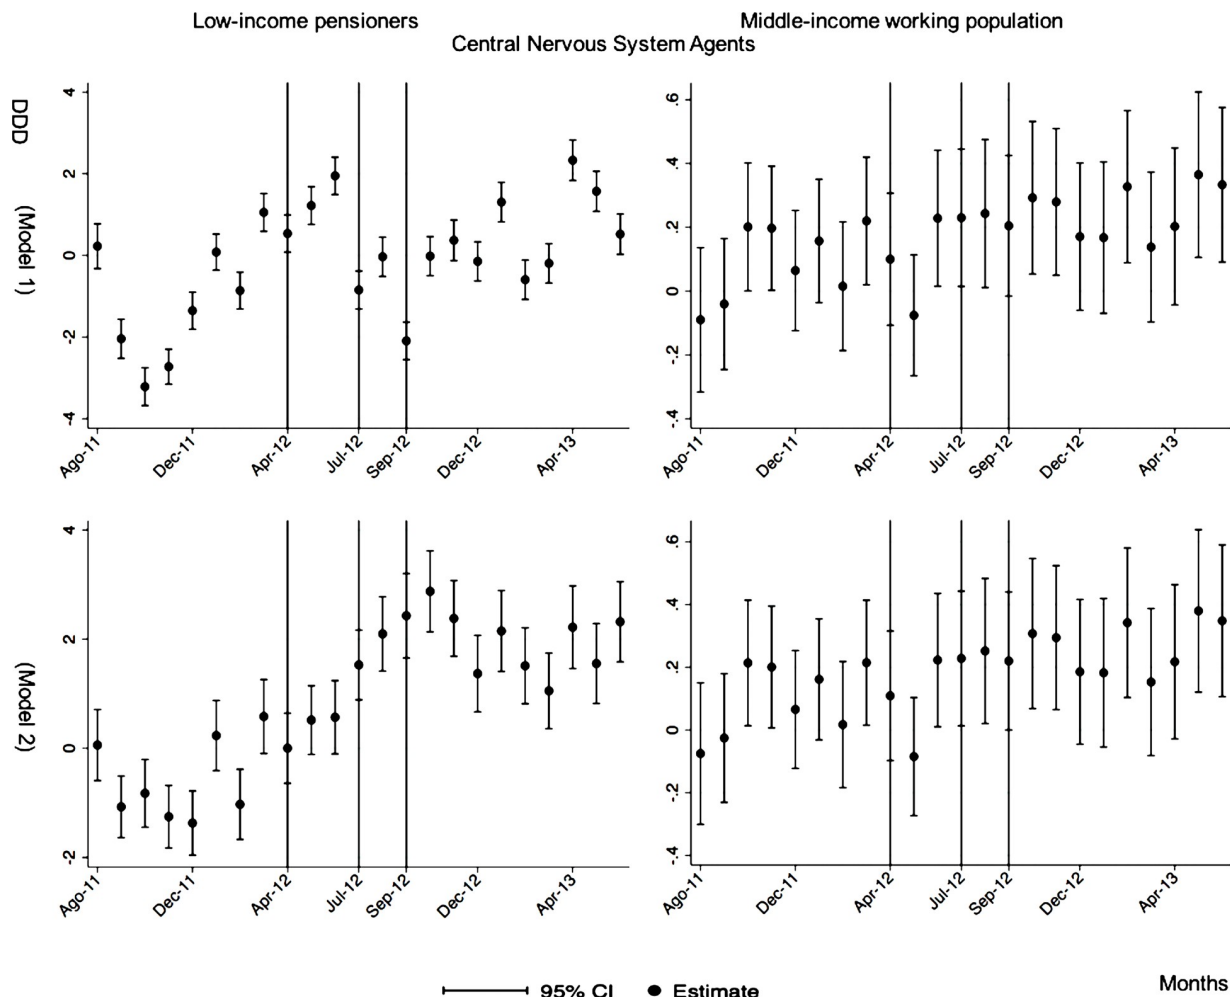 Low-income pensioners Middle-income working population
Central Nervous System Agents
DDD (Model 1)
4
2
0
-2
-4
Ago-11 Dec-11 Apr-12 Jul-12 Sep-12 Dec-12 Apr-13
.6
.4
.2
0
-.2
-.4
Ago-11 Dec-11 Apr-12 Jul-12 Sep-12 Dec-12 Apr-13
(Model 2)
4
2
0
-2
Ago-11 Dec-11 Apr-12 Jul-12 Sep-12 Dec-12 Apr-13
.6
.4
.2
0
-.2
-.4
Ago-11 Dec-11 Apr-12 Jul-12 Sep-12 Dec-12 Apr-13
Months
95% CI Estimate